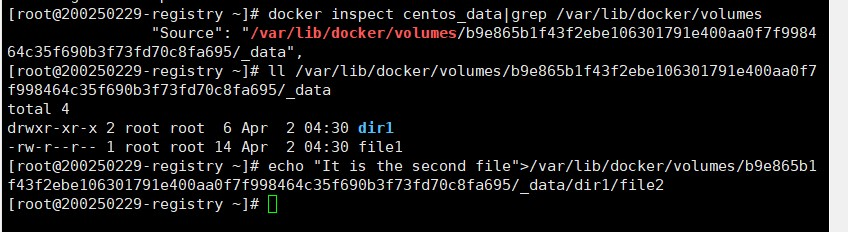 [root@200250229-registry ~]# docker inspect centos_data|grep /var/lib/docker/volumes
"Source": "/var/lib/docker/volumes/b9e865b1f43f2ebe106301791e400aa0f7f9984
64c35f690b3f73fd70c8fa695/_data",
[root@200250229-registry ~]# ll /var/lib/docker/volumes/b9e865b1f43f2ebe106301791e400aa0f7
f998464c35f690b3f73fd70c8fa695/_data
total 4
drwxr-xr-x 2 root root  6 Apr  2 04:30 dir1
-rw-r--r-- 1 root root 14 Apr  2 04:30 file1
[root@200250229-registry ~]# echo "It is the second file">/var/lib/docker/volumes/b9e865b1
f43f2ebe106301791e400aa0f7f998464c35f690b3f73fd70c8fa695/_data/dir1/file2
[root@200250229-registry ~]#